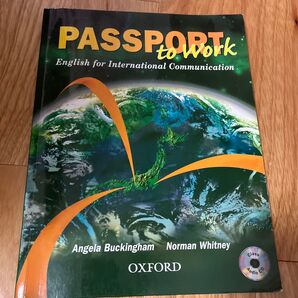 PASSPORT
to Work
English for International Communication
Angela Buckingham Norman Whitney
OXFORD